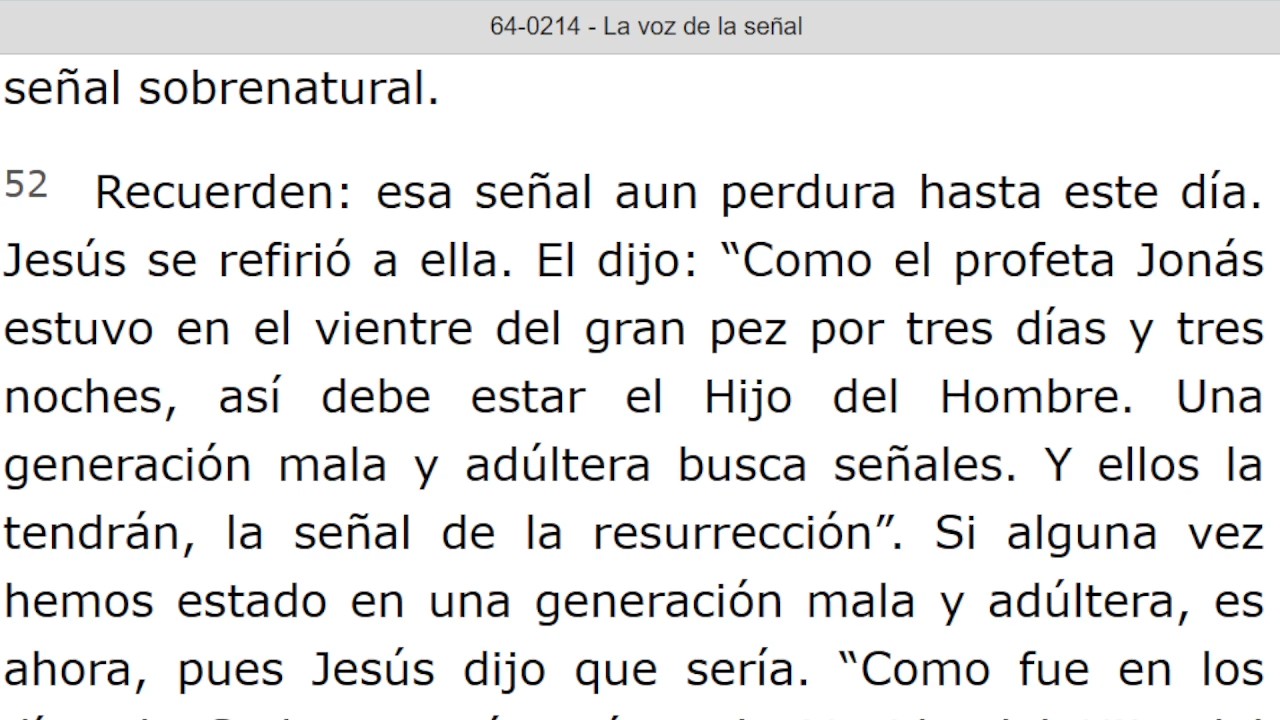 64-0214 - La voz de la señal
señal sobrenatural.
52 Recuerden: esa señal aun perdura hasta este día.
Jesús se refirió a ella. El dijo: “Como el profeta Jonás
estuvo en el vientre del gran pez por tres días y tres
noches, así debe estar el Hijo del Hombre. Una
generación mala y adúltera busca señales. Y ellos la
tendrán, la señal de la resurrección”. Si alguna vez
hemos estado en una generación mala y adúltera, es
ahora, pues Jesús dijo que sería. “Como fue en los